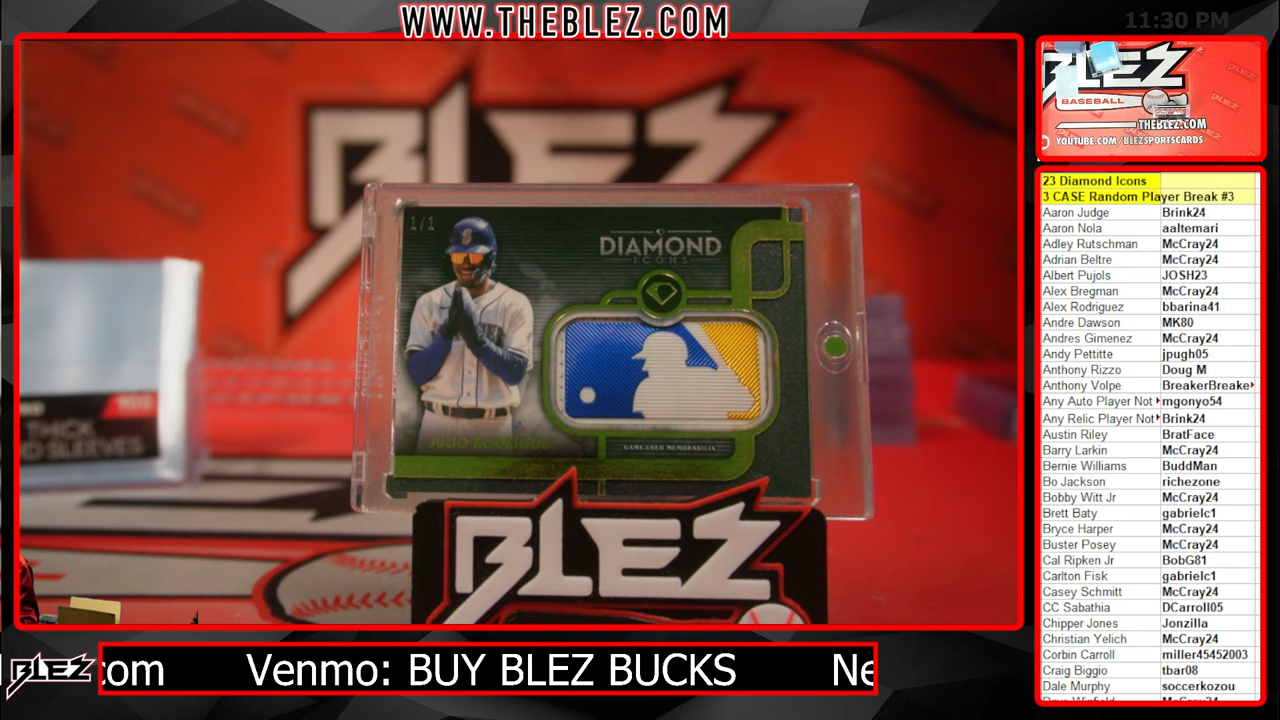 WWW.THEBLEZ.COM
11:30 PM
BLEZ
1/1
DIAMOND
ICONS
GAME USED MEMORABILIA
BLEZ
BLEZ
BASEBALL
THEBLEZ.COM
YOUTUBE.COM/BLEZSPORTSCARDS
23 Diamond Icons
3 CASE Random Player Break #3
Aaron Judge Brink24
Aaron Nola aaltemari
Adley Rutschman McCray24
Adrian Beltre McCray24
Albert Pujols JOSH23
Alex Bregman McCray24
Alex Rodriguez bbarina41
Andre Dawson MK80
Andres Gimenez McCray24
Andy Pettitte jpugh05
Anthony Rizzo Doug M
Anthony Volpe BreakerBreake
Any Auto Player Not mgonyo54
Any Relic Player Not Brink24
Austin Riley BratFace
Barry Larkin McCray24
Bernie Williams BuddMan
Bo Jackson richezone
Bobby Witt Jr McCray24
Brett Baty gabrielc1
Bryce Harper McCray24
Buster Posey McCray24
Cal Ripken Jr BobG81
Carlton Fisk gabrielc1
Casey Schmitt McCray24
CC Sabathia DCarroll05
Chipper Jones Jonzilla
Christian Yelich McCray24
Corbin Carroll miller45452003
Craig Biggio tbar08
Dale Murphy soccerkozou
BLEZ
.com Venmo: BUY BLEZ BUCKS Ne